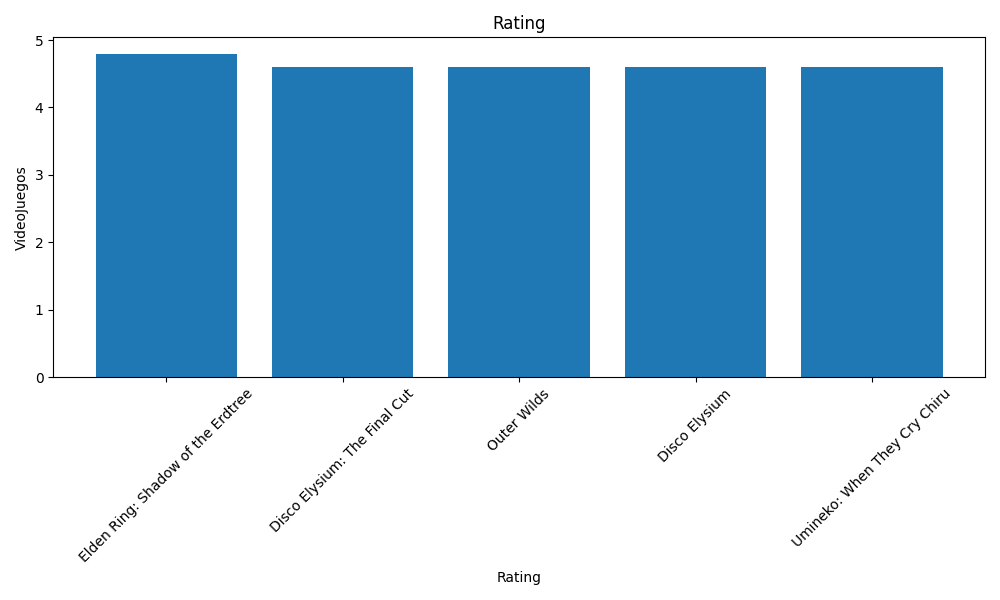 Rating
VideoJuegos
5
4
3
2
1
0
Elden Ring: Shadow of the Erdtree
Disco Elysium: The Final Cut
Outer Wilds
Disco Elysium
Umineko: When They Cry Chiru
Rating